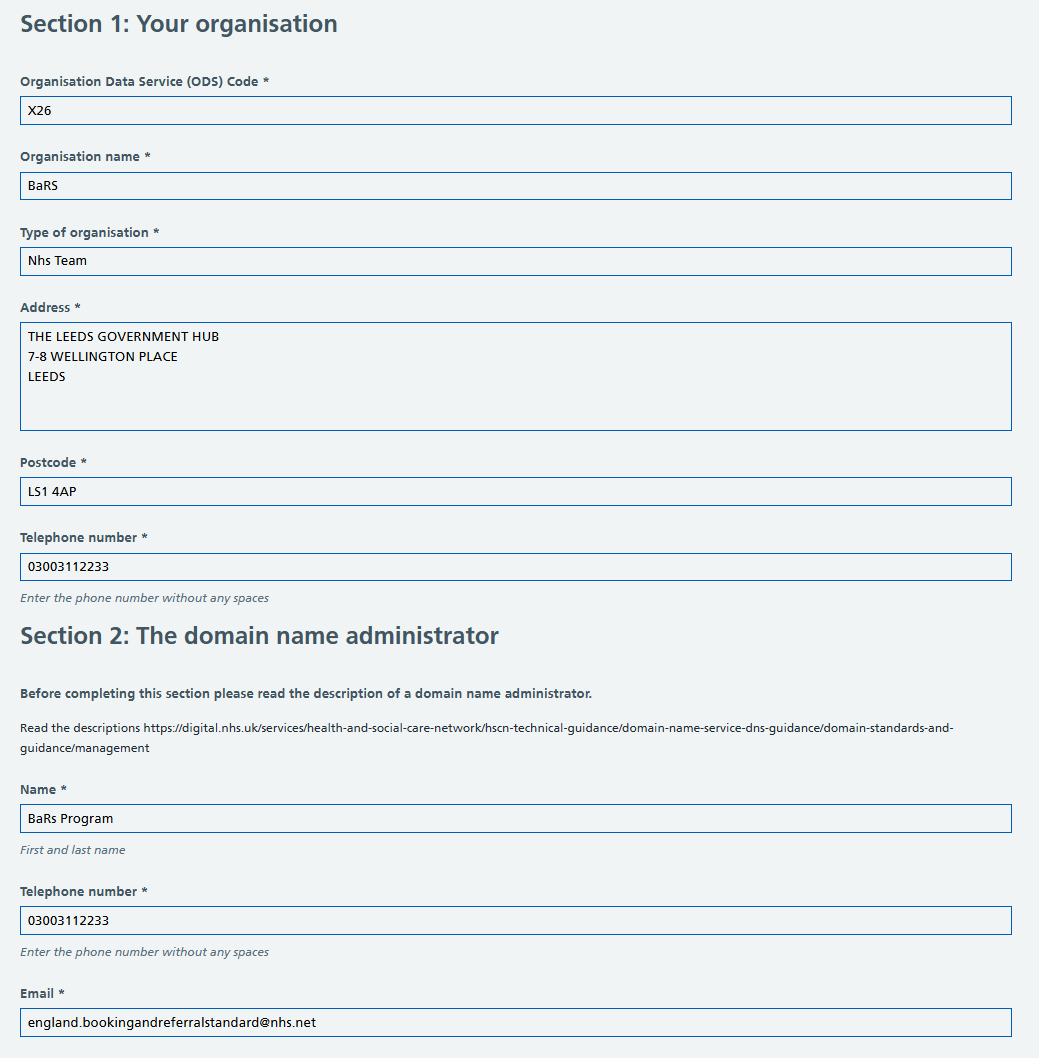 Section 1: Your organisation
Organisation Data Service (ODS) Code *
X26
Organisation name *
BaRS
Type of organisation *
Nhs Team
Address *
THE LEEDS GOVERNMENT HUB
7-8 WELLINGTON PLACE
LEEDS
Postcode *
LS1 4AP
Telephone number *
03003112233
Enter the phone number without any spaces
Section 2: The domain name administrator
Before completing this section please read the description of a domain name administrator.
Read the descriptions https://digital.nhs.uk/services/health-and-social-care-network/hscn-technical-guidance/domain-name-service-dns-guidance/domain-standards-and-
guidance/management
Name *
BaRs Program
First and last name
Telephone number *
03003112233
Enter the phone number without any spaces
Email *
england.bookingandreferralstandard@nhs.net